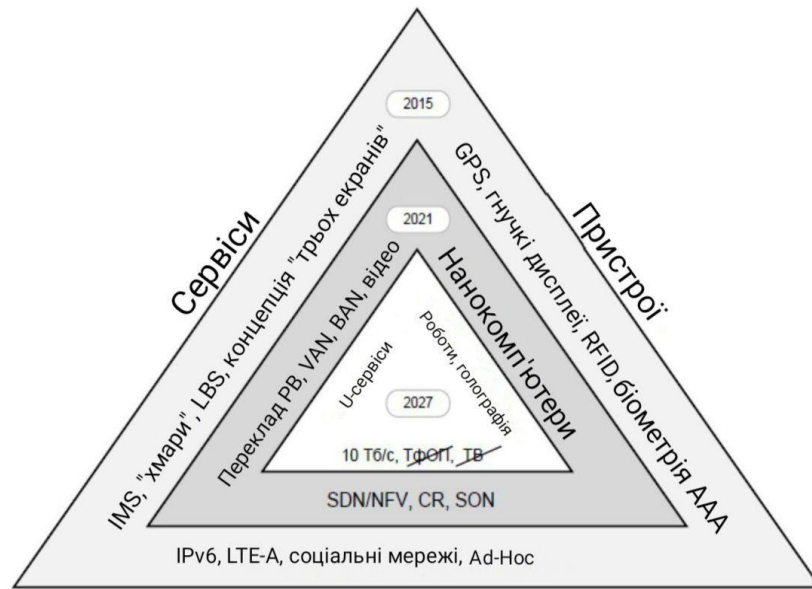 2015
Сервіси
Пристрої
IMS, "хмари", LBS, концепція "трьох екранів"
GPS, гнучкі дисплеї, RFID, біометрія AAA
2021
Переклад РВ, VAN, BAN, відео
Нанокомп'ютери
U-сервіси
Роботи, голографія
2027
10 Тб/с, ТфОП, ТВ
SDN/NFV, CR, SON
IPv6, LTE-A, соціальні мережі, Ad-Hoc